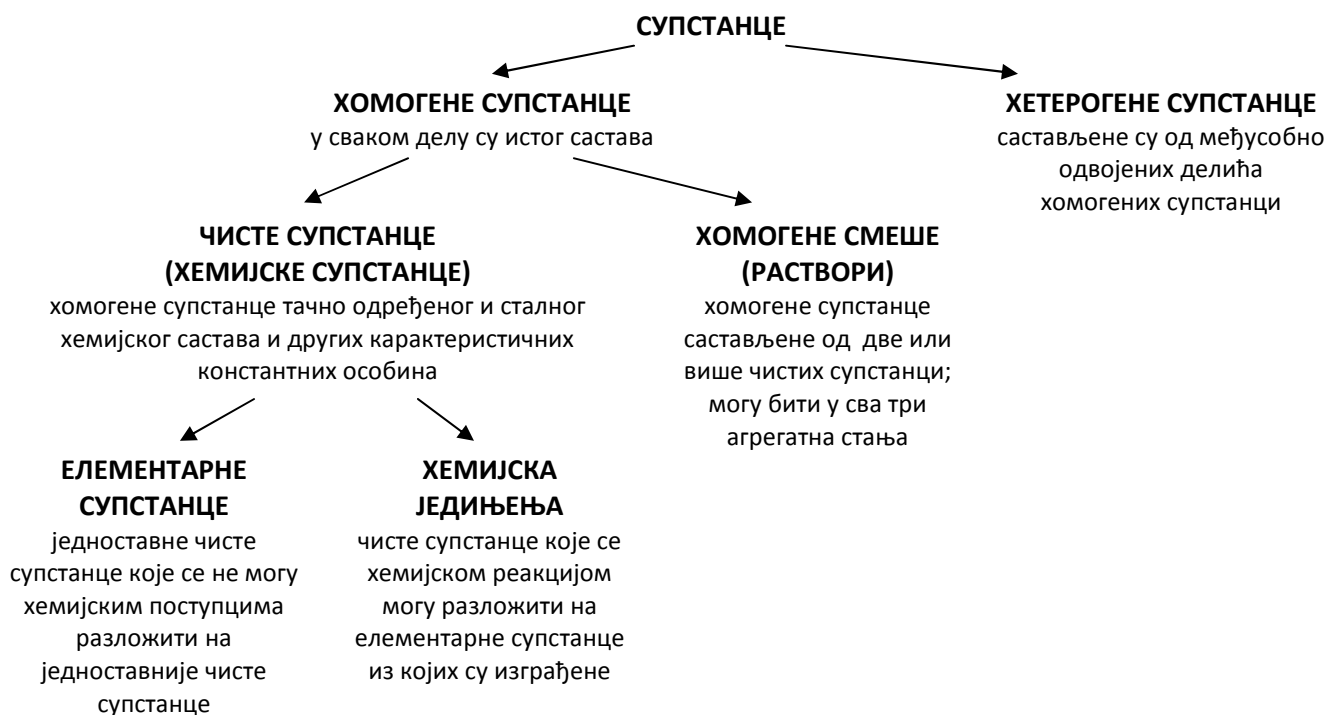 СУПСТАНЦЕ
ХОМОГЕНЕ СУПСТАНЦЕ
у сваком делу су истог састава
ХЕТЕРОГЕНЕ СУПСТАНЦЕ
састављене су од међусобно
одвојених делића
хомогених супстанци
ЧИСТЕ СУПСТАНЦЕ
(ХЕМИЈСКЕ СУПСТАНЦЕ)
хомогене супстанце тачно одређеног и сталног
хемијског састава и других карактеристичних
константних особина
ХОМОГЕНЕ СМЕШЕ
(РАСТВОРИ)
хомогене супстанце
састављене од две или
више чистих супстанци;
могу бити у сва три
агрегатна стања
ЕЛЕМЕНТАРНЕ
СУПСТАНЦЕ
једноставне чисте
супстанце које се не могу
хемијским поступцима
разложити на
једноставније чисте
супстанце
ХЕМИЈСКА
ЈЕДИЊЕЊА
чисте супстанце које се
хемијском реакцијом
могу разложити на
елементарне супстанце
из којих су изграђене